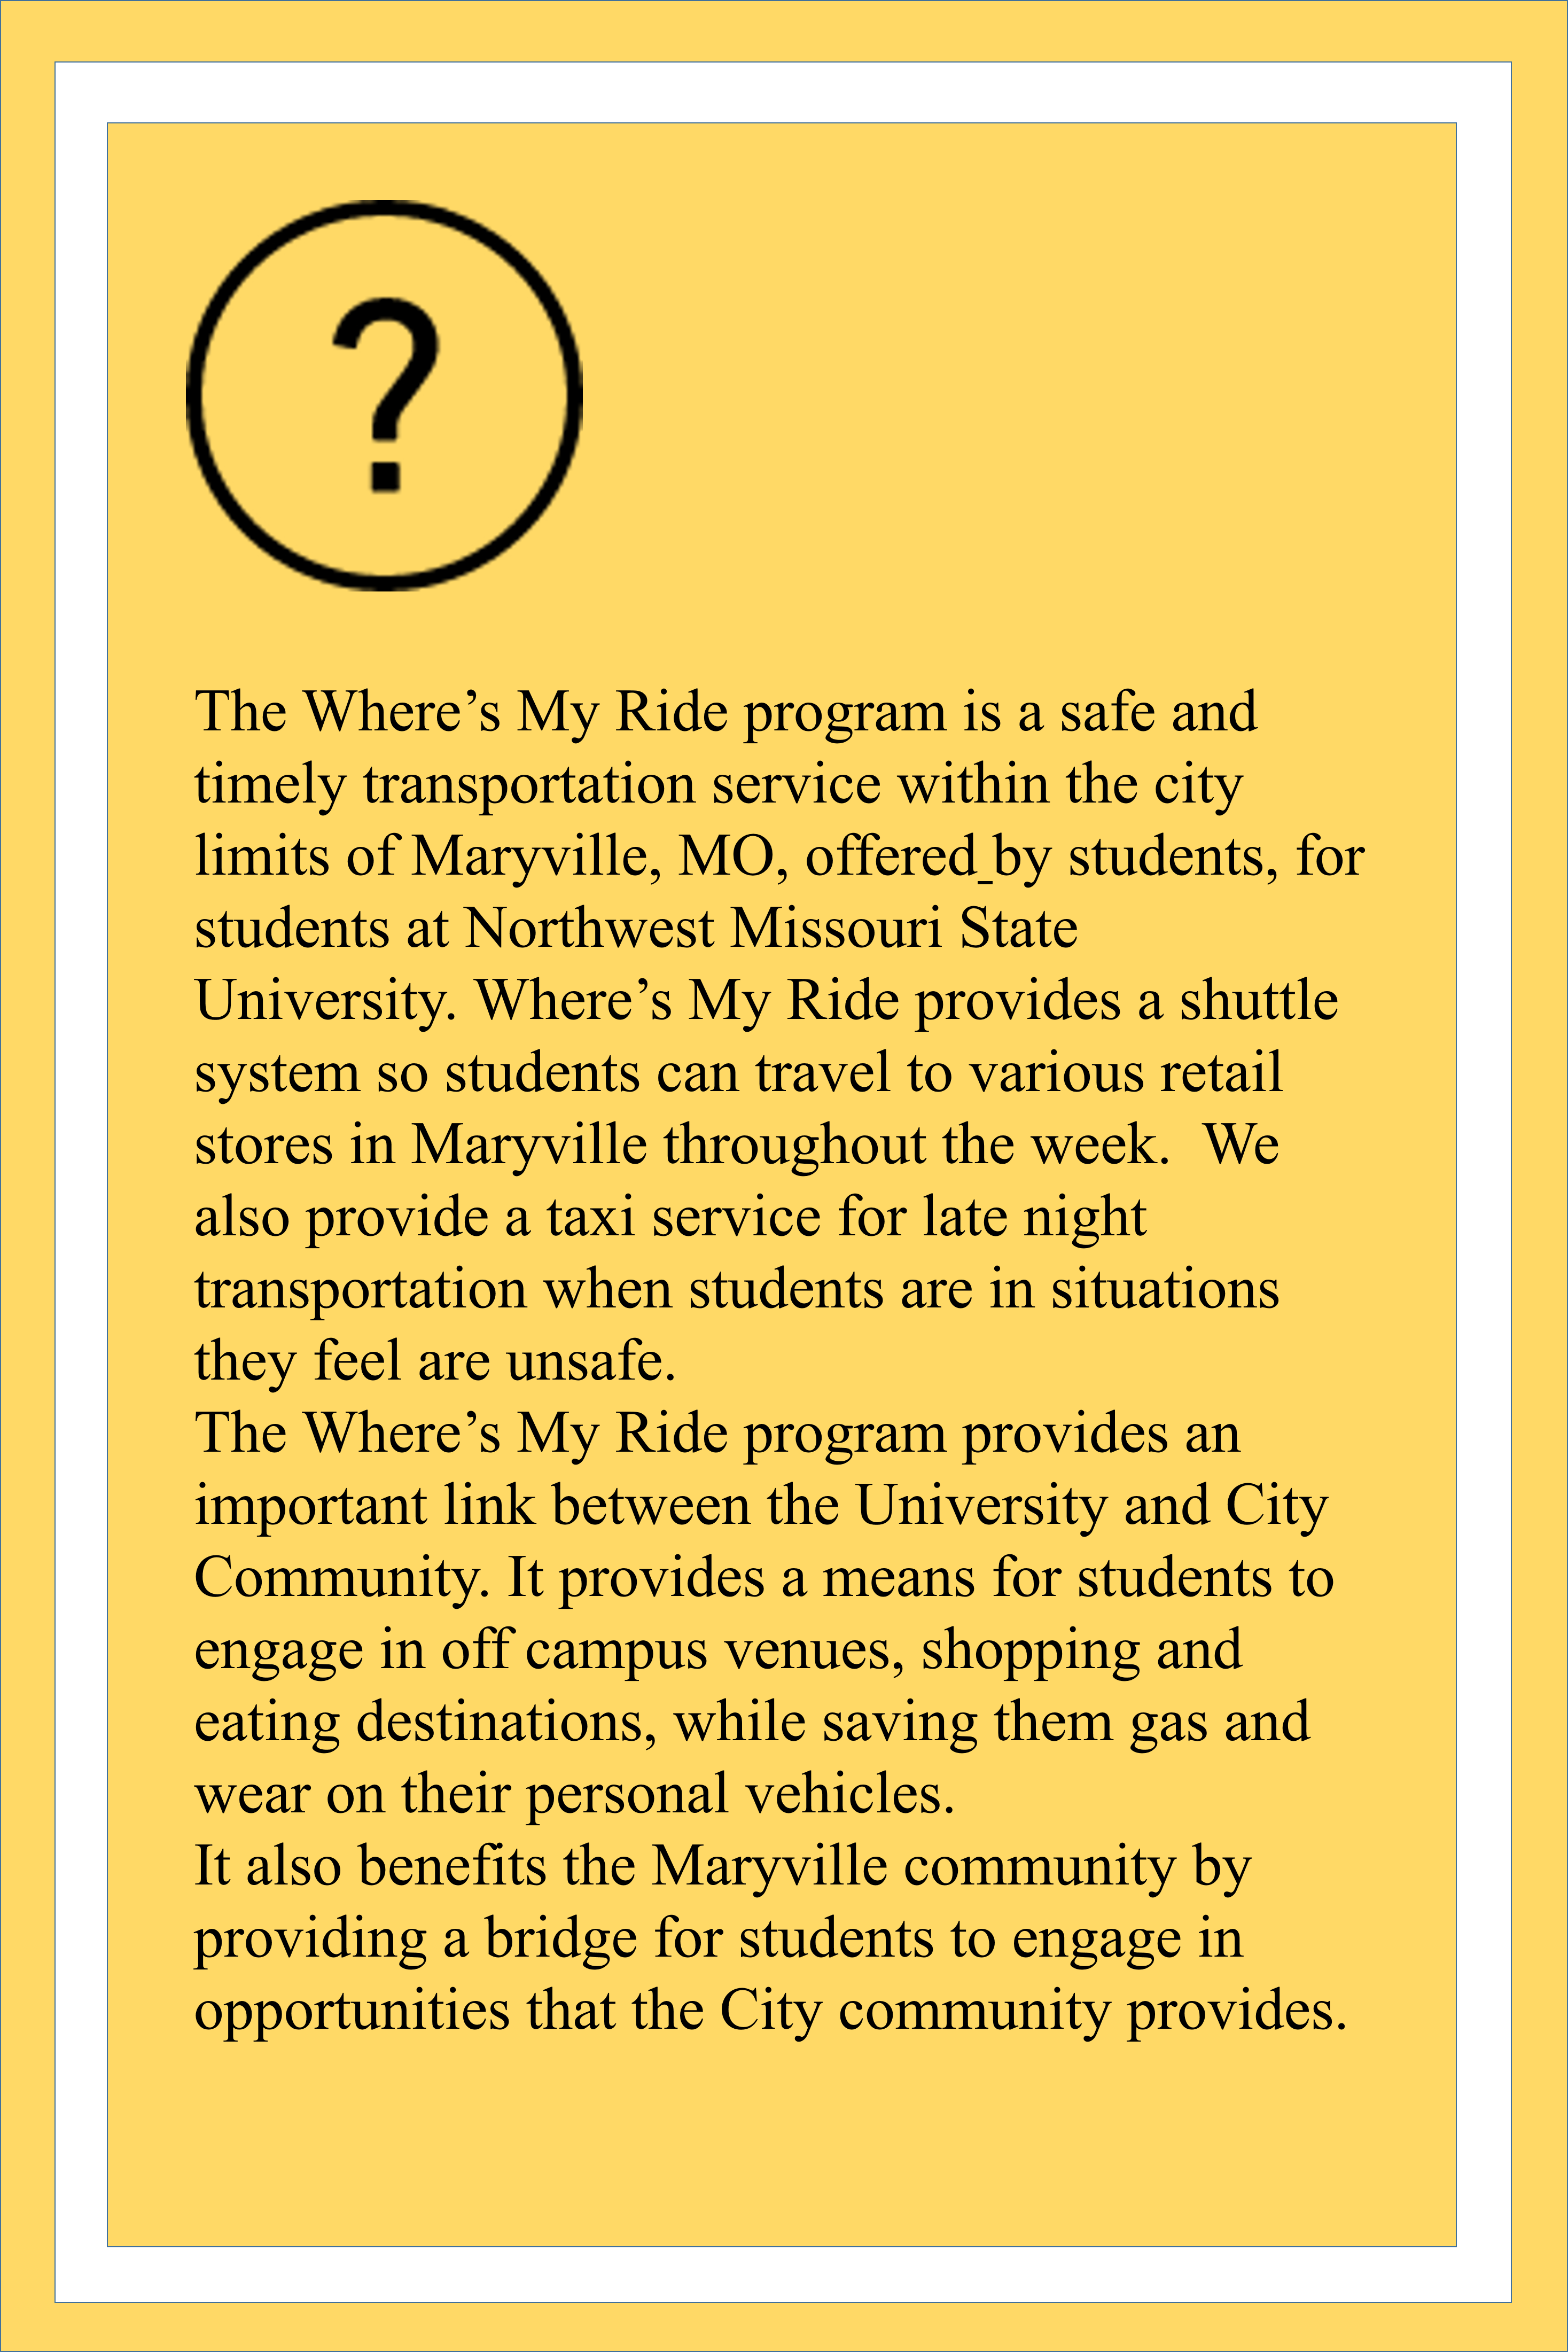 ?
The Where’s My Ride program is a safe and
timely transportation service within the city
limits of Maryville, MO, offered by students, for
students at Northwest Missouri State
University. Where’s My Ride provides a shuttle
system so students can travel to various retail
stores in Maryville throughout the week.  We
also provide a taxi service for late night
transportation when students are in situations
they feel are unsafe.
The Where’s My Ride program provides an
important link between the University and City
Community. It provides a means for students to
engage in off campus venues, shopping and
eating destinations, while saving them gas and
wear on their personal vehicles.
It also benefits the Maryville community by
providing a bridge for students to engage in
opportunities that the City community provides.